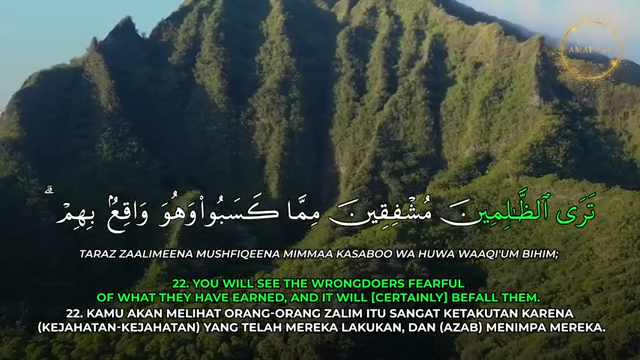 AMAL
تَرَى ٱلظَّـٰلِمِينَ مُشْفِقِينَ مِمَّا كَسَبُوا۟ وَهُوَ وَاقِعٌۢ بِهِمْ ۗ
TARAZ ZAALIMEENA MUSHFIQEENA MIMMAA KASABOO WA HUWA WAAQI'UM BIHIM;
22. YOU WILL SEE THE WRONGDOERS FEARFUL
OF WHAT THEY HAVE EARNED, AND IT WILL [CERTAINLY] BEFALL THEM.
22. KAMU AKAN MELIHAT ORANG-ORANG ZALIM ITU SANGAT KETAKUTAN KARENA
(KEJAHATAN-KEJAHATAN) YANG TELAH MEREKA LAKUKAN, DAN (AZAB) MENIMPA MEREKA.